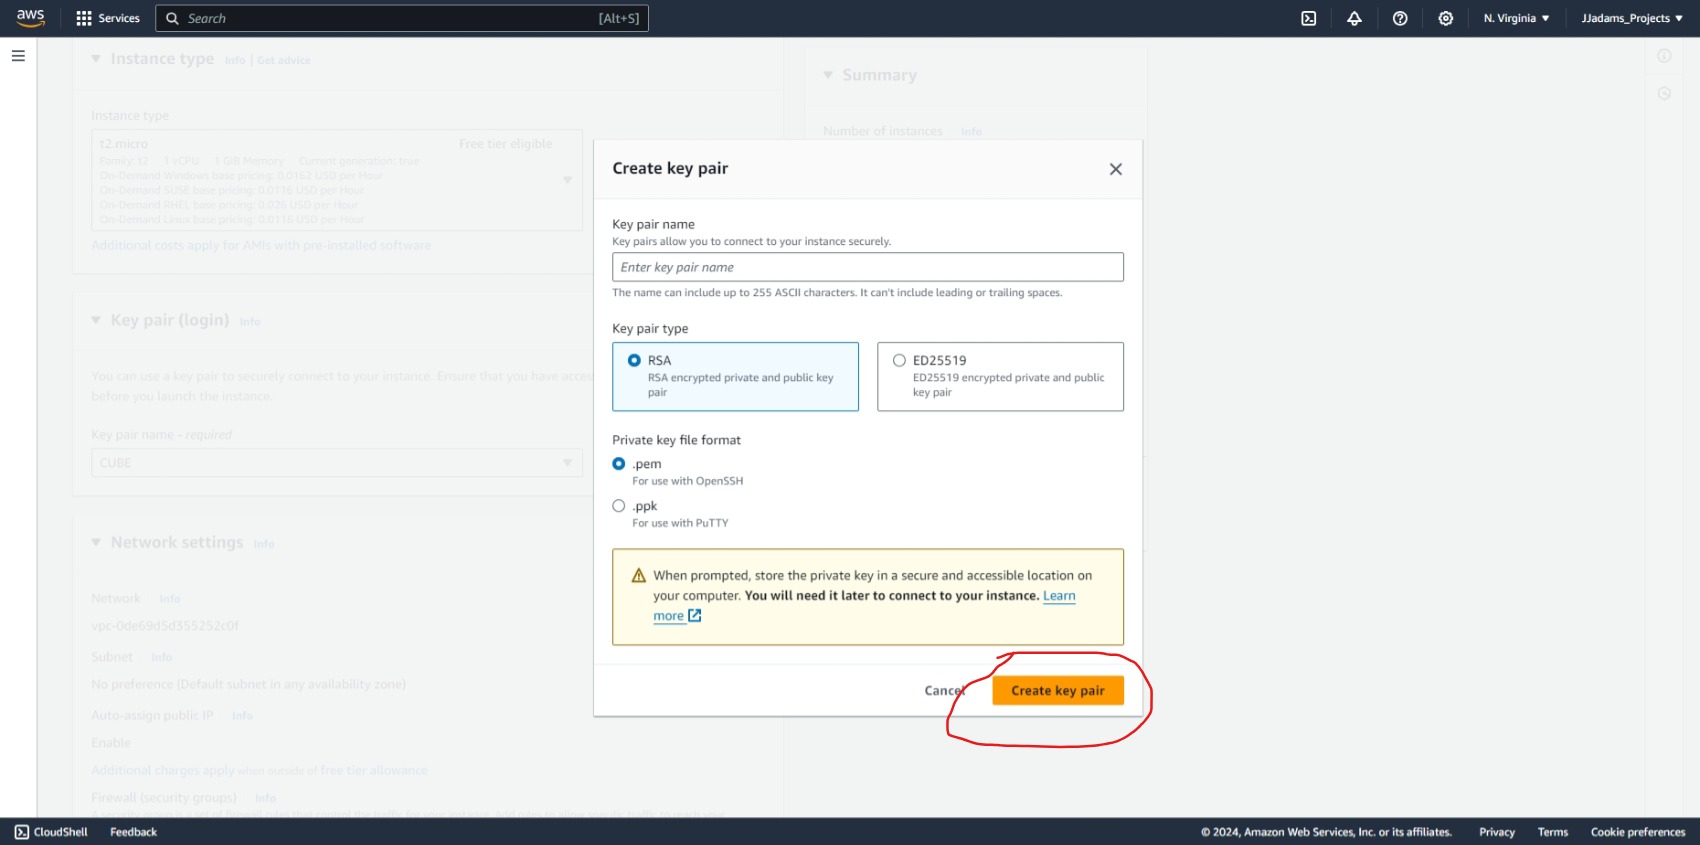 aws
Services
Search
[Alt+S]
N. Virginia
JJadams_Projects
Instance type Info | Get advice
Instance type
t2.micro Free tier eligible
Family: t2 1 vCPU 1 GiB Memory Current generation: true
On-Demand Windows base pricing: 0.0162 USD per Hour
On-Demand SUSE base pricing: 0.0116 USD per Hour
On-Demand RHEL base pricing: 0.026 USD per Hour
On-Demand Linux base pricing: 0.0116 USD per Hour
Additional costs apply for AMIs with pre-installed software
Key pair (login) Info
You can use a key pair to securely connect to your instance. Ensure that you have
before you launch the instance.
Key pair name - required
CUBE
Network settings Info
Network Info
vpc-0de69d5d355252c0f
Subnet Info
No preference (Default subnet in any availability zone)
Auto-assign public IP Info
Enable
Additional charges apply when outside of free tier allowance
Firewall (security groups) Info
Summary
Number of instances Info
Create key pair
Key pair name
Key pairs allow you to connect to your instance securely.
Enter key pair name
The name can include up to 255 ASCII characters. It can't include leading or trailing spaces.
Key pair type
RSA
RSA encrypted private and public key
pair
ED25519
ED25519 encrypted private and public
key pair
Private key file format
.pem
For use with OpenSSH
.ppk
For use with PuTTY
When prompted, store the private key in a secure and accessible location on
your computer. You will need it later to connect to your instance. Learn
more
Cancel
Create key pair
CloudShell
Feedback
© 2024, Amazon Web Services, Inc. or its affiliates.
Privacy
Terms
Cookie preferences